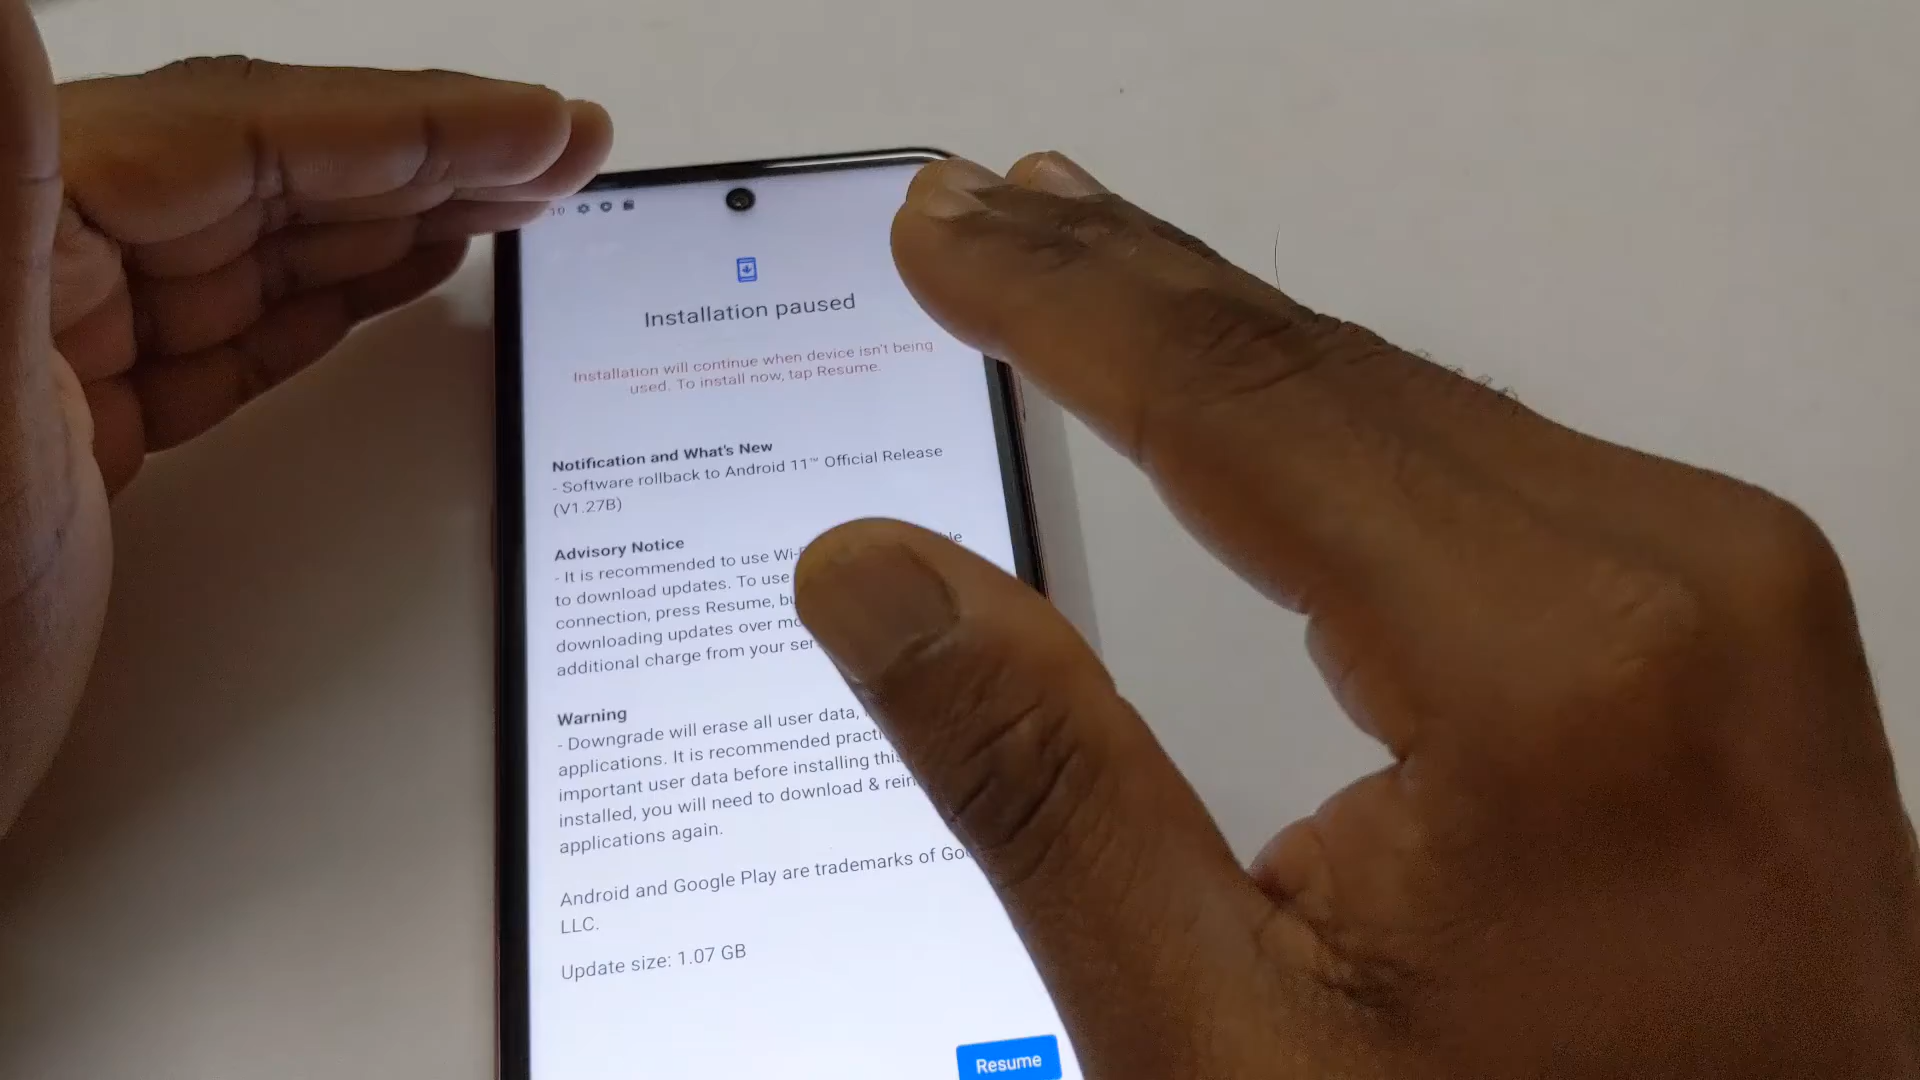 10
Installation paused
Installation will continue when device isn't being
used. To install now, tap Resume.
Notification and What's New
- Software rollback to Android 11™ Official Release
(V1.27B)
Advisory Notice
- It is recommended to use Wi-
to download updates. To use
connection, press Resume,
downloading updates over
additional charge from your
Warning
- Downgrade will erase all user data,
applications. It is recommended
important user data before installing
installed, you will need to download &
applications again.
Android and Google Play are trademarks of
LLC.
Update size: 1.07 GB
Resume